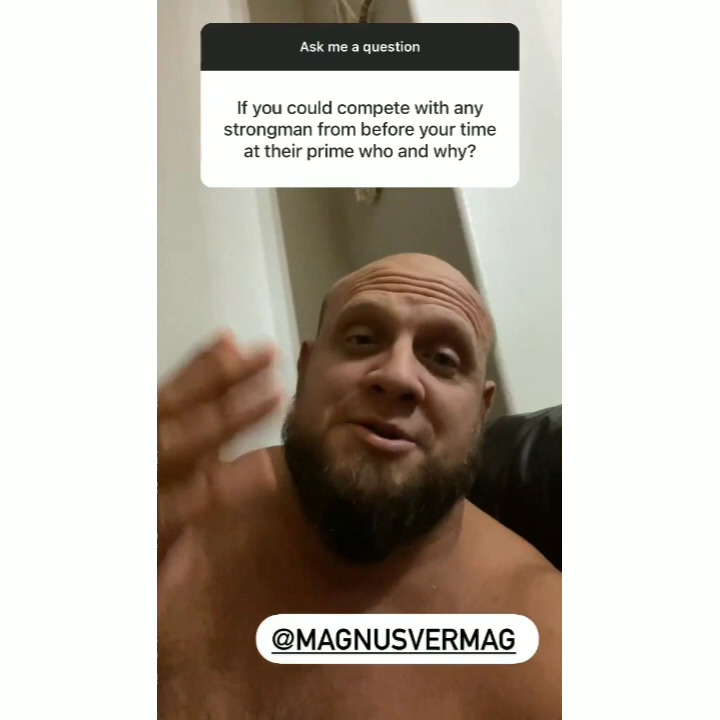 Ask me a question
If you could compete with any
strongman from before your time
at their prime who and why?
@MAGNUSVERMAG